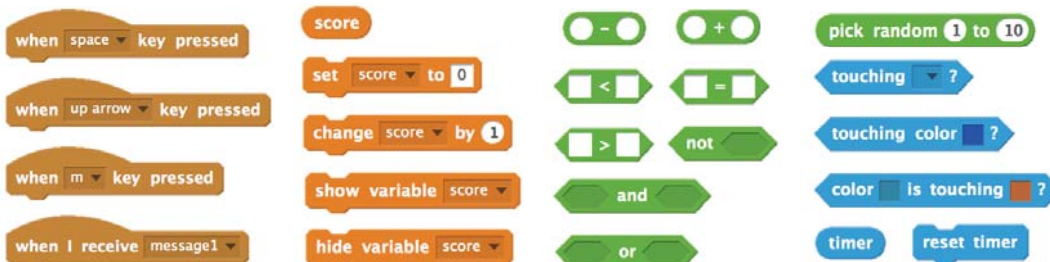 when space key pressed
when up arrow key pressed
when m key pressed
when I receive message1
score
set score to 0
change score by 1
show variable score
hide variable score
-
+
<
=
>
not
and
or
pick random 1 to 10
touching ?
touching color ?
color is touching ?
timer
reset timer